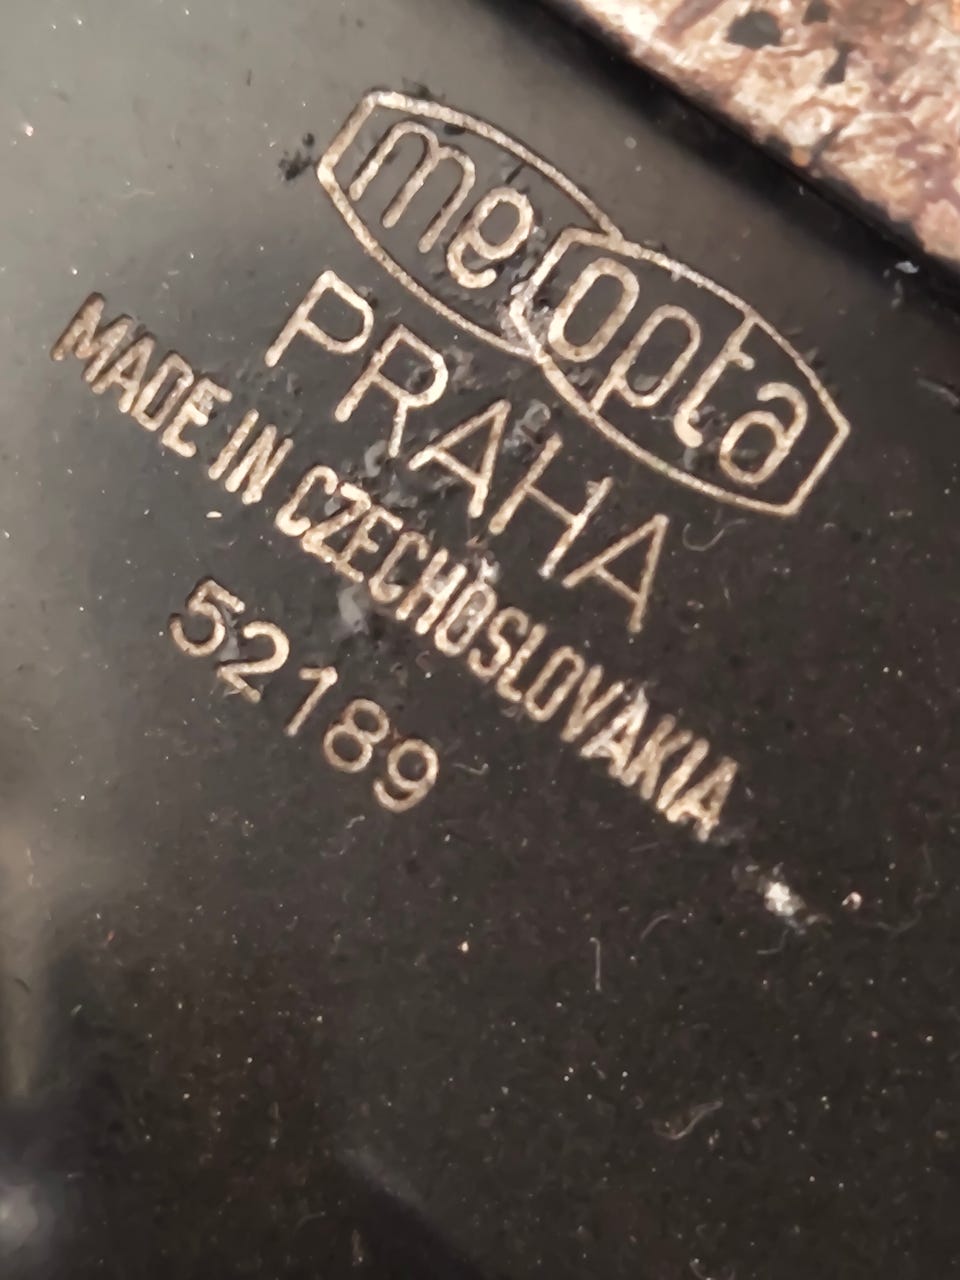 meopta
PRAHA
MADE IN CZECHOSLOVAKIA
52189